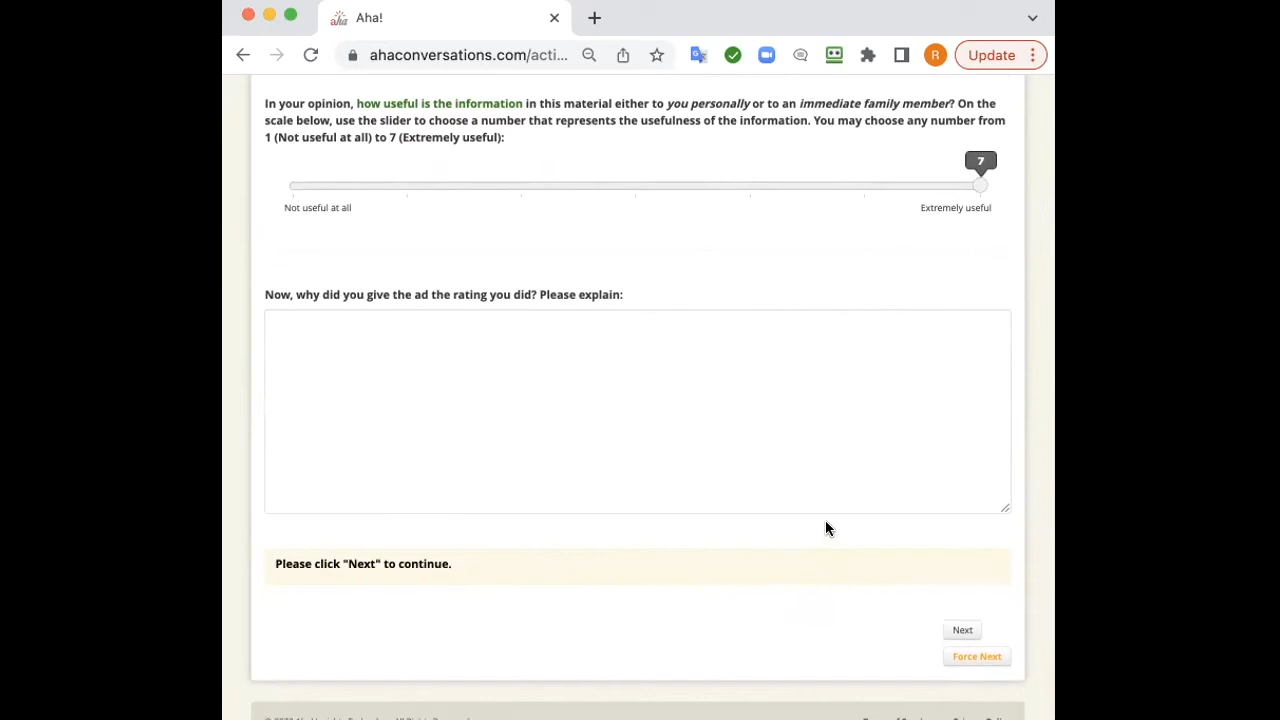 aha Aha!
ahaconversations.com/acti...
R
Update
In your opinion, how useful is the information in this material either to you personally or to an immediate family member? On the
scale below, use the slider to choose a number that represents the usefulness of the information. You may choose any number from
1 (Not useful at all) to 7 (Extremely useful):
7
Not useful at all
Extremely useful
Now, why did you give the ad the rating you did? Please explain:
Please click "Next" to continue.
Next
Force Next